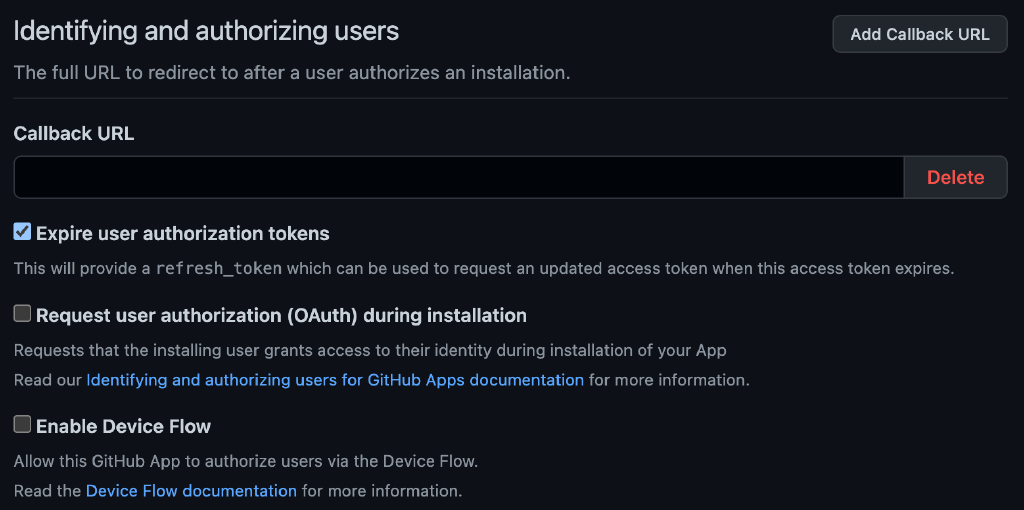 Identifying and authorizing users
Add Callback URL
The full URL to redirect to after a user authorizes an installation.
Callback URL
Delete
Expire user authorization tokens
This will provide a refresh_token which can be used to request an updated access token when this access token expires.
Request user authorization (OAuth) during installation
Requests that the installing user grants access to their identity during installation of your App
Read our Identifying and authorizing users for GitHub Apps documentation for more information.
Enable Device Flow
Allow this GitHub App to authorize users via the Device Flow.
Read the Device Flow documentation for more information.